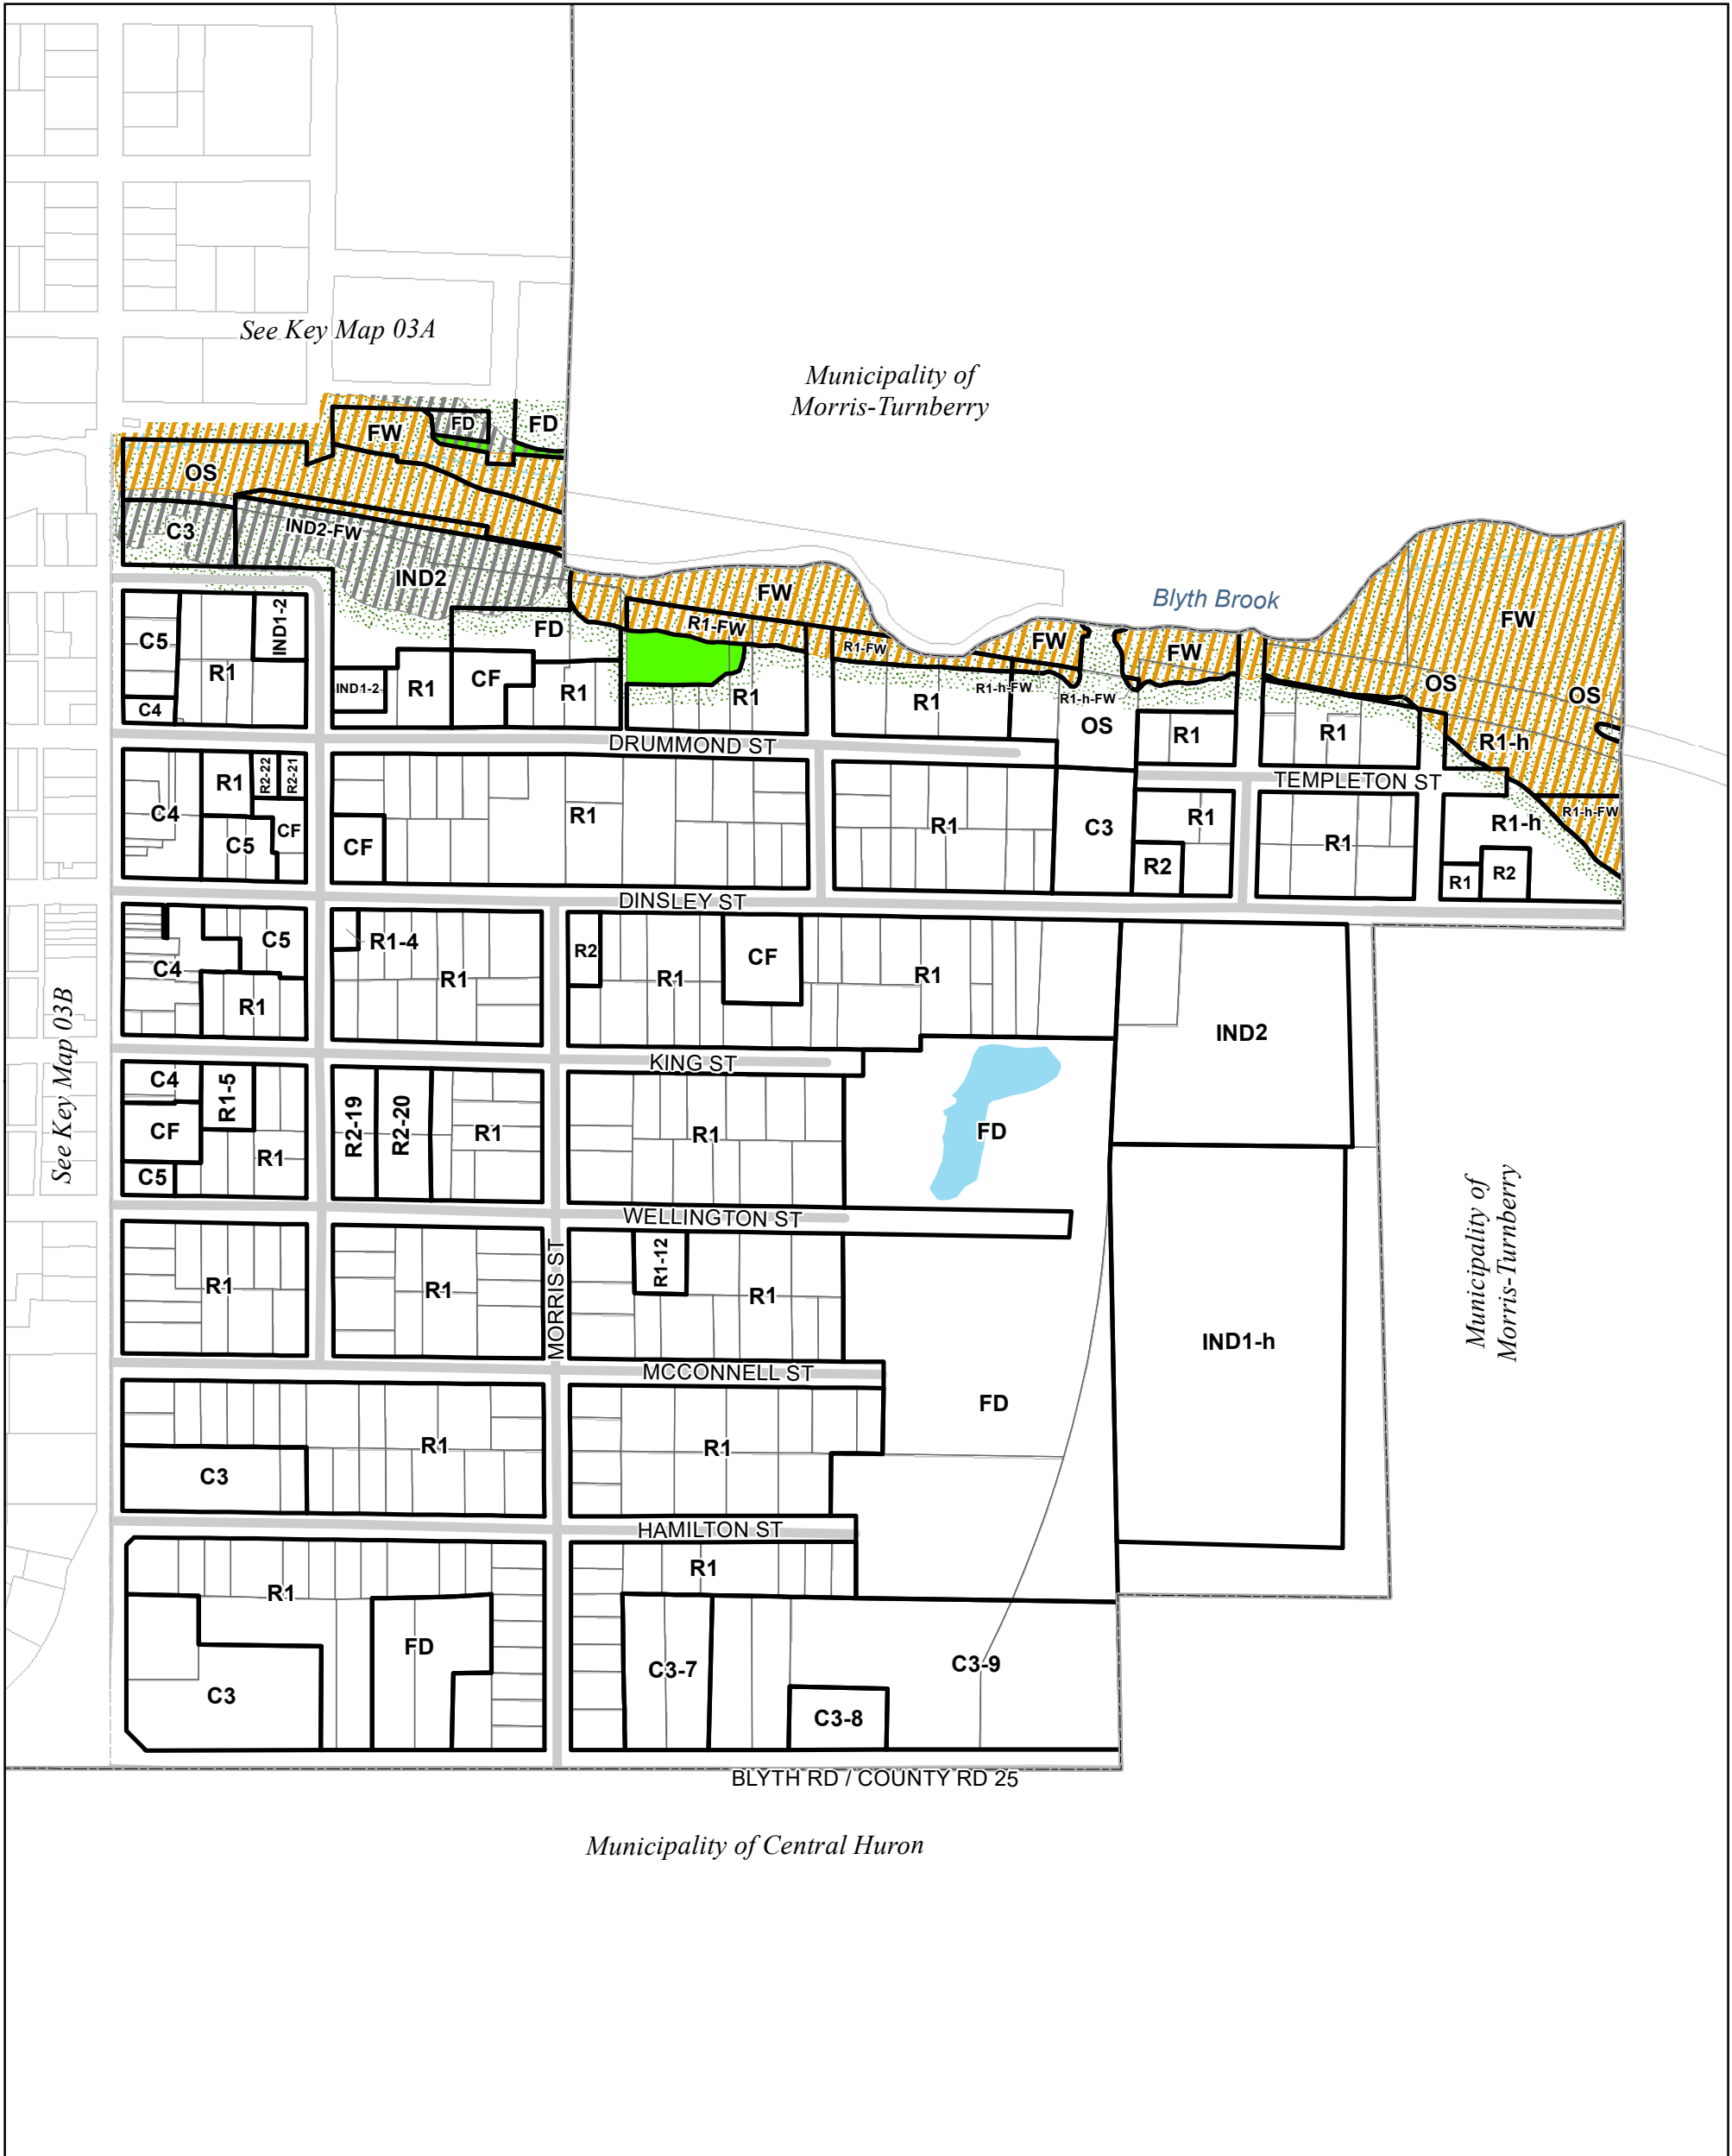 See Key Map 03A
Municipality of
Morris-Turnberry
FD
FD
FW
OS
C3
IND2-FW
IND2
FW
Blyth Brook
FW
R1-FW
FW
R1-FW
FW
FD
OS
OS
C5
IND1-2
R1
C4
IND1-2
R1
CF
R1
R1
R1
R1-h-FW
R1-h-FW
OS
R1
R1
R1-h
DRUMMOND ST
TEMPLETON ST
C4
R1
R2-22
R2-21
C5
CF
CF
R1
R1
C3
R1
R2
R1
R1-h
R1-h-FW
R1
R2
DINSLEY ST
C4
C5
R1
R1-4
R1
R2
R1
CF
R1
IND2
See Key Map 03B
KING ST
C4
R1-5
CF
C5
R1
R2-19
R2-20
R1
R1
FD
WELLINGTON ST
Municipality of
Morris-Turnberry
R1
R1
MORRIS ST
R1-12
R1
IND1-h
MCCONNELL ST
FD
R1
C3
R1
HAMILTON ST
R1
R1
FD
C3
C3-7
C3-9
C3-8
BLYTH RD / COUNTY RD 25
Municipality of Central Huron